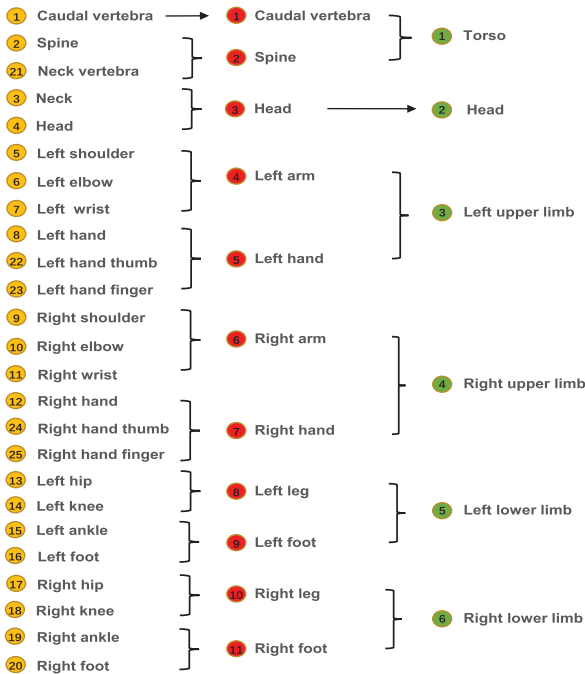 1 Caudal vertebra
2 Spine
21 Neck vertebra
3 Neck
4 Head
5 Left shoulder
6 Left elbow
7 Left wrist
8 Left hand
22 Left hand thumb
23 Left hand finger
9 Right shoulder
10 Right elbow
11 Right wrist
12 Right hand
24 Right hand thumb
25 Right hand finger
13 Left hip
14 Left knee
15 Left ankle
16 Left foot
17 Right hip
18 Right knee
19 Right ankle
20 Right foot
1 Caudal vertebra
2 Spine
3 Head
4 Left arm
5 Left hand
6 Right arm
7 Right hand
8 Left leg
9 Left foot
10 Right leg
11 Right foot
1 Torso
2 Head
3 Left upper limb
4 Right upper limb
5 Left lower limb
6 Right lower limb